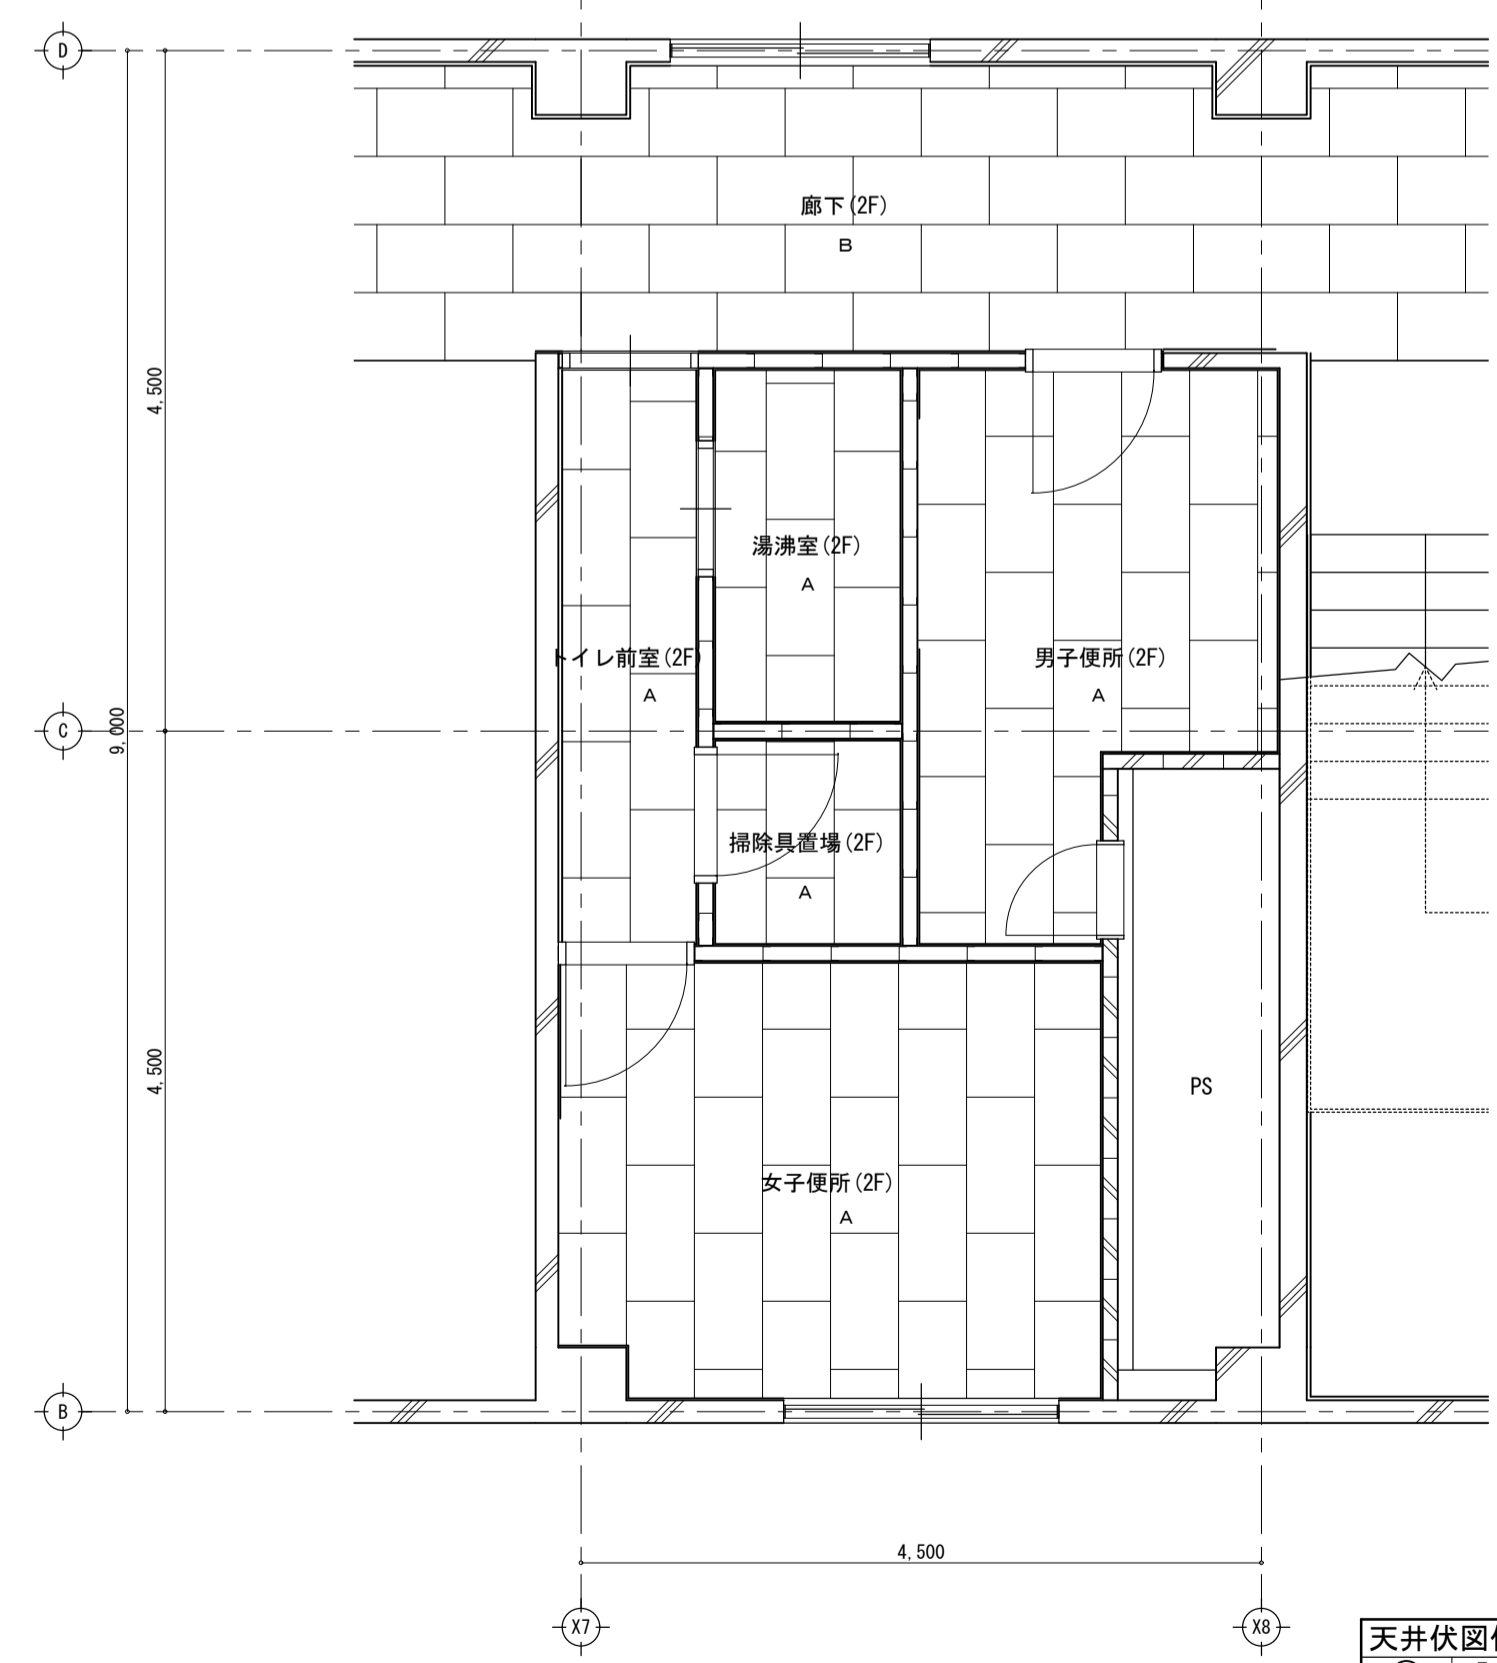 D
廊下(2F)
B
4,500
湯沸室(2F)
A
トイレ前室(2F)
A
男子便所(2F)
A
C
9,000
掃除具置場(2F)
A
4,500
PS
女子便所(2F)
A
B
4,500
X7
X8
天井伏図